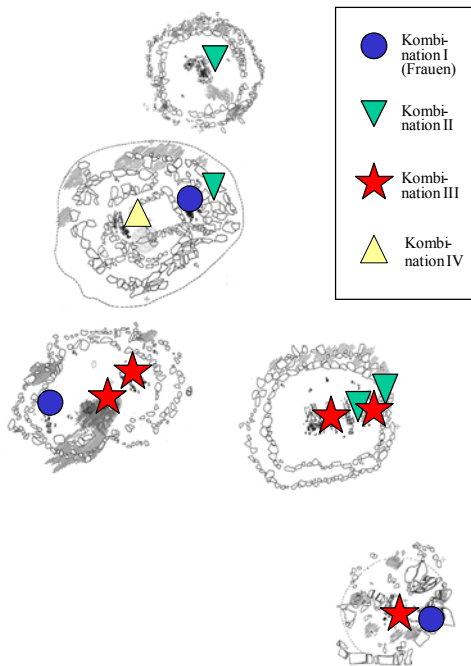 Kombi-
nation I
(Frauen)
Kombi-
nation II
Kombi-
nation III
Kombi-
nation IV